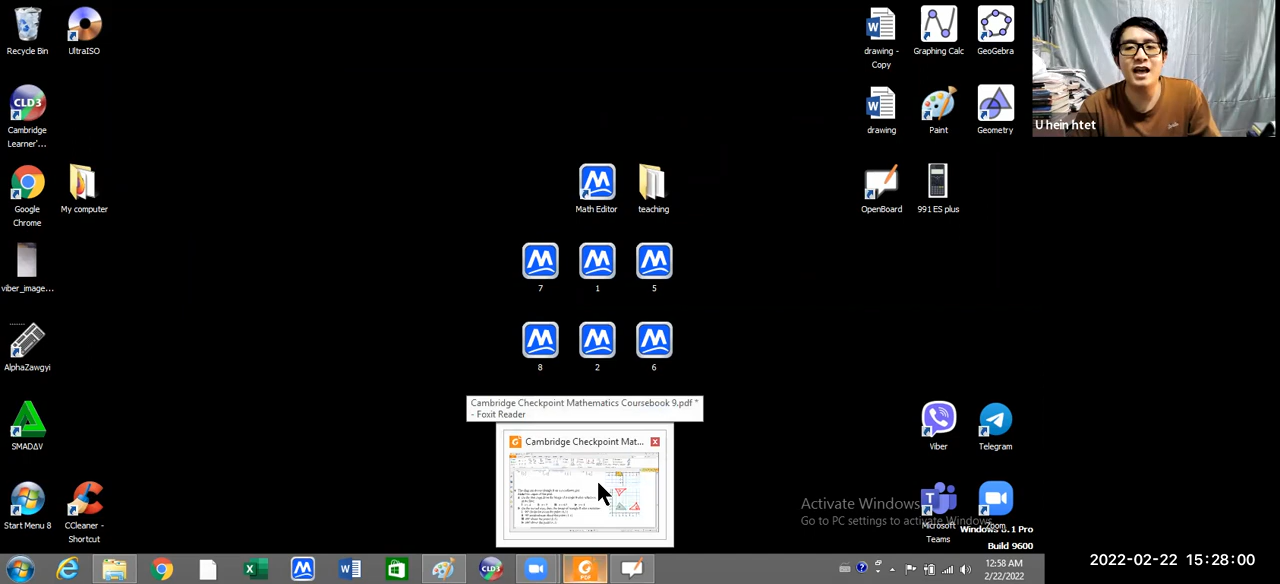 Recycle Bin
UltraISO
drawing -
Copy
Graphing Calc
GeoGebra
U hein htet
CLD3
Cambridge
Learner'...
drawing
Paint
Geometry
Google
Chrome
My computer
Math Editor
teaching
OpenBoard
991 ES plus
viber_image...
7
1
5
AlphaZawgyi
8
2
6
Cambridge Checkpoint Mathematics Coursebook 9.pdf *
- Foxit Reader
Cambridge Checkpoint Mat...
SMADΔV
Viber
Telegram
Start Menu 8
CCleaner -
Shortcut
Microsoft
Teams
Zoom
Activate Windows
Go to PC settings to activate Windows.
Windows 8.1 Pro
Build 9600
CLD3
PDF
12:58 AM
2/22/2022
2022-02-22 15:28:00